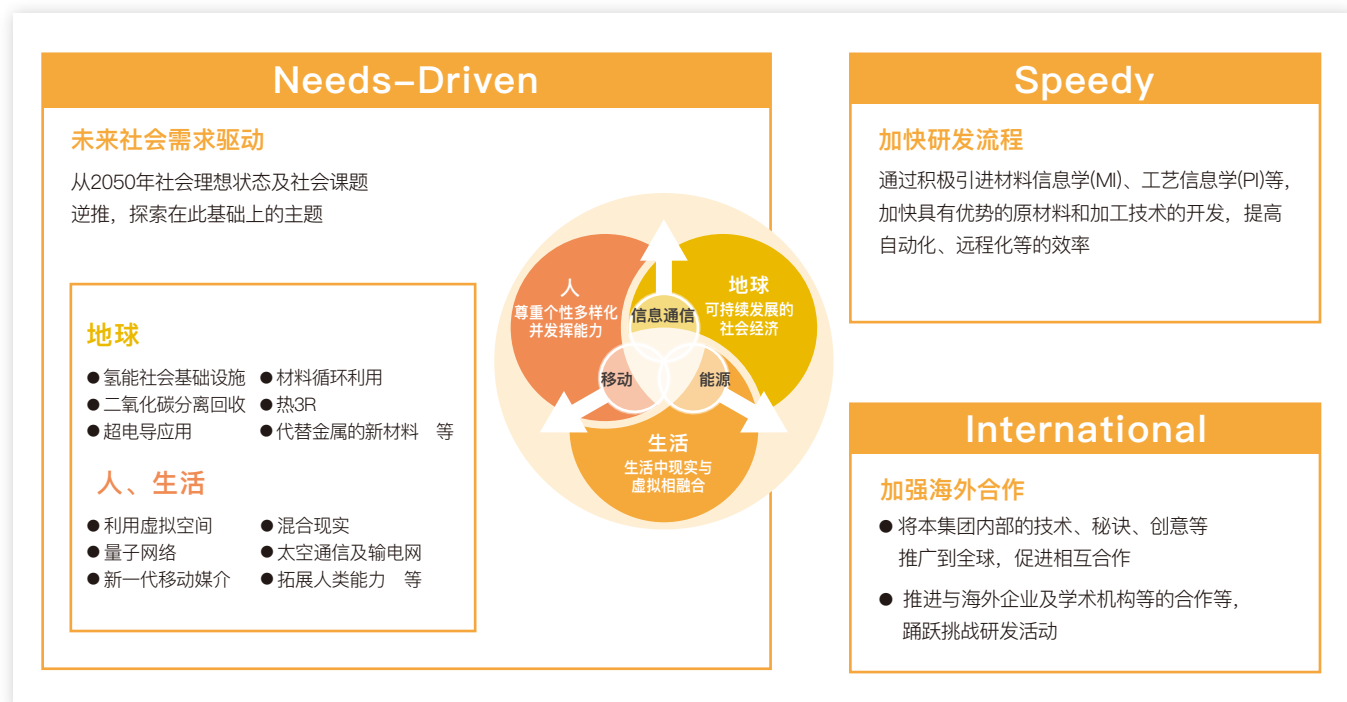 Needs–Driven
未来社会需求驱动
从2050年社会理想状态及社会课题
逆推，探索在此基础上的主题
地球
●氢能社会基础设施 ●材料循环利用
●二氧化碳分离回收 ●热3R
●超电导应用 ●代替金属的新材料 等
人、生活
●利用虚拟空间 ●混合现实
●量子网络 ●太空通信及输电网
●新一代移动媒介 ●拓展人类能力 等
人
尊重个性多样化
并发挥能力
地球
可持续发展的
社会经济
信息通信
移动
能源
生活
生活中现实与
虚拟相融合
Speedy
加快研发流程
通过积极引进材料信息学(MI)、工艺信息学(PI)等，
加快具有优势的原材料和加工技术的开发，提高
自动化、远程化等的效率
International
加强海外合作
●将本集团内部的技术、秘诀、创意等
推广到全球，促进相互合作
●推进与海外企业及学术机构等的合作等，
踊跃挑战研发活动